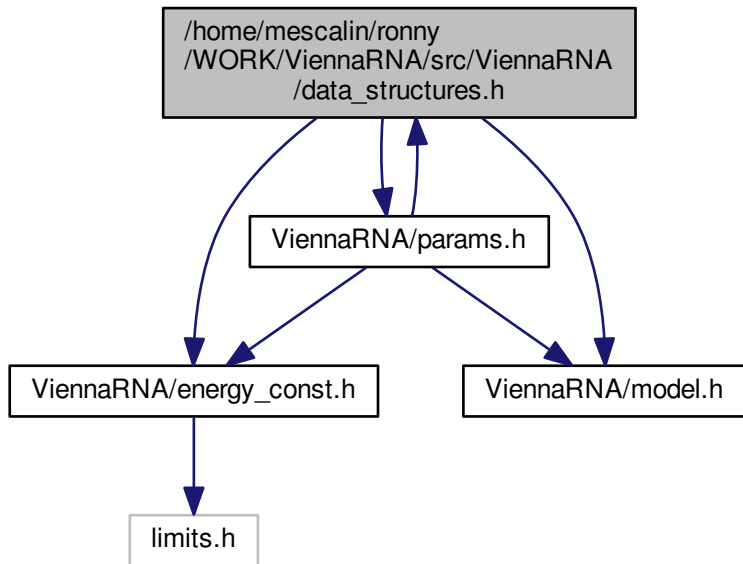 /home/mescalin/ronny
/WORK/ViennaRNA/src/ViennaRNA
/data_structures.h
ViennaRNA/params.h
ViennaRNA/energy_const.h
ViennaRNA/model.h
limits.h